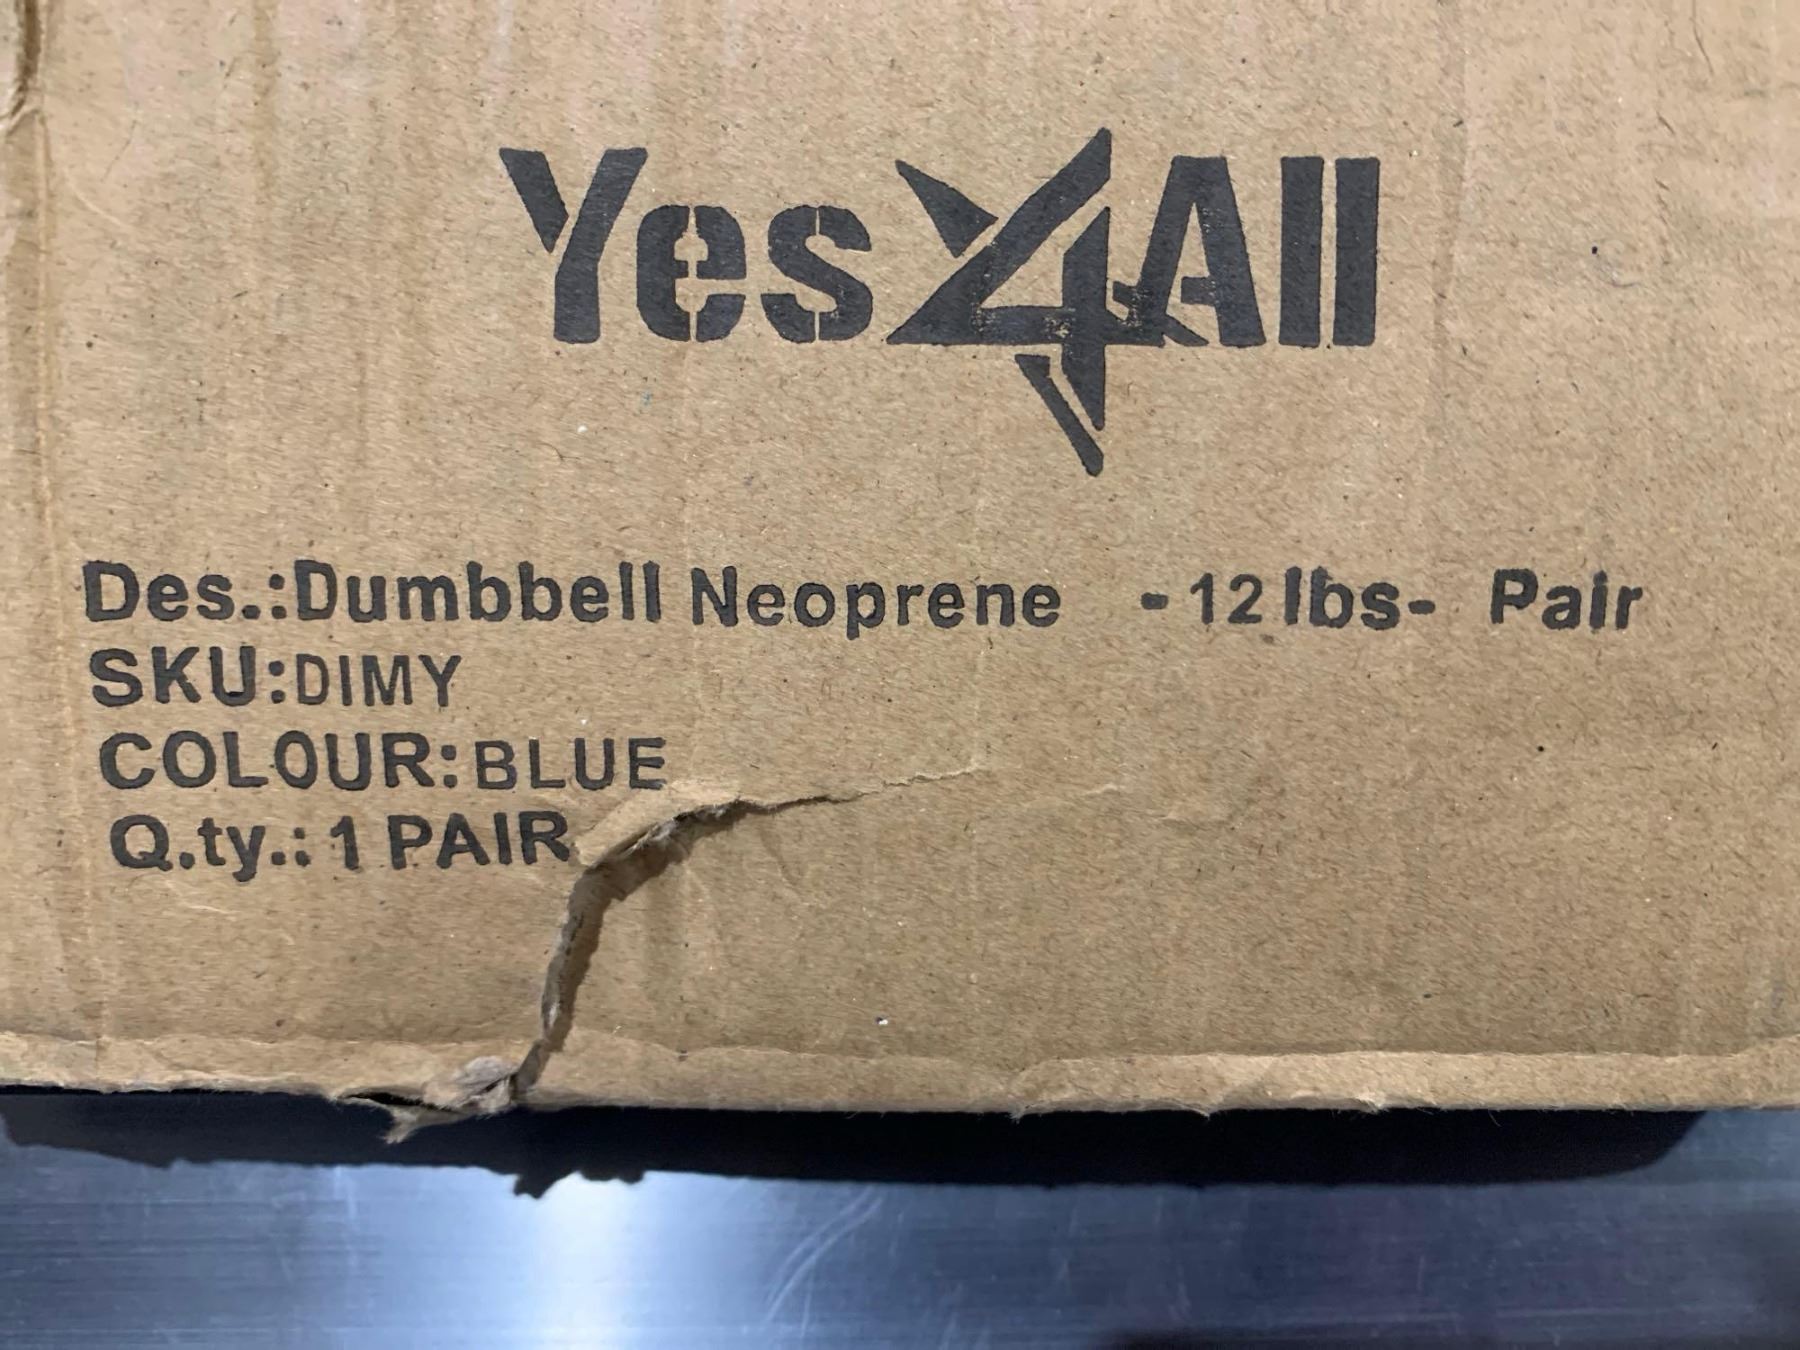 Yes4All
Des.:Dumbbell Neoprene -12 lbs- Pair
SKU:DIMY
COLOUR:BLUE
Q.ty.: 1 PAIR